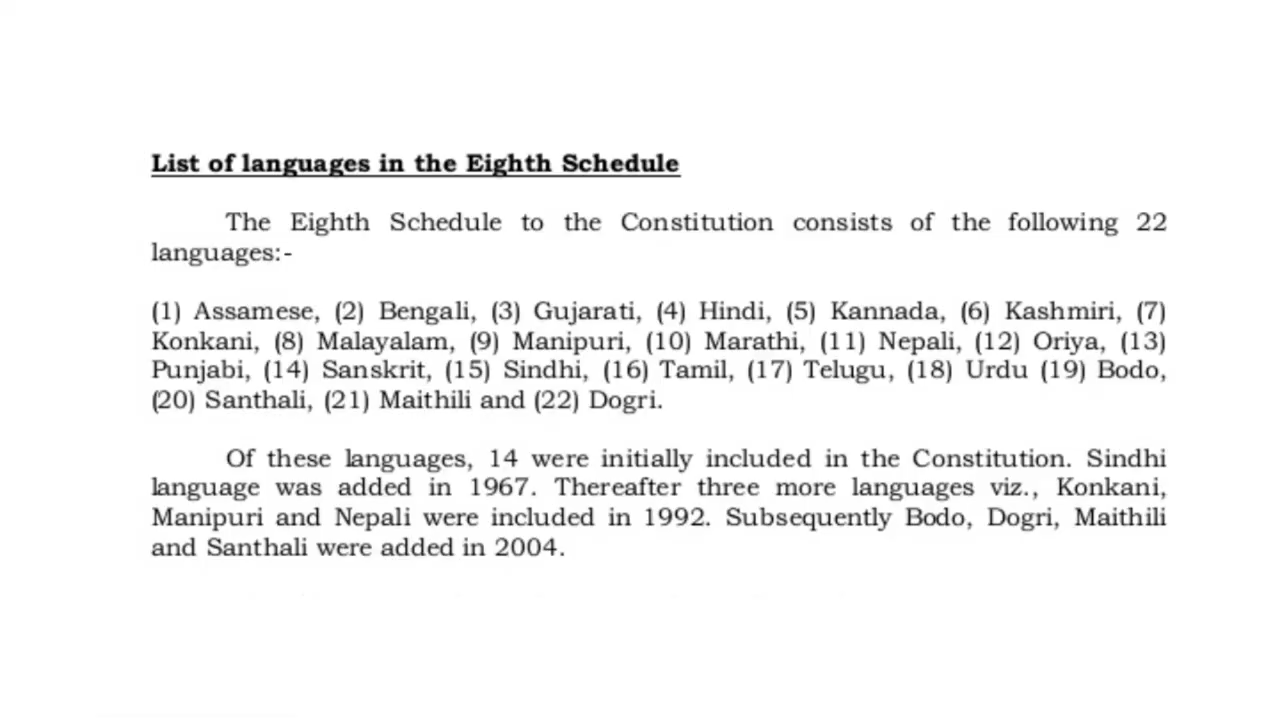 List of languages in the Eighth Schedule
The Eighth Schedule to the Constitution consists of the following 22
languages:-
(1) Assamese, (2) Bengali, (3) Gujarati, (4) Hindi, (5) Kannada, (6) Kashmiri, (7)
Konkani, (8) Malayalam, (9) Manipuri, (10) Marathi, (11) Nepali, (12) Oriya, (13)
Punjabi, (14) Sanskrit, (15) Sindhi, (16) Tamil, (17) Telugu, (18) Urdu (19) Bodo,
(20) Santhali, (21) Maithili and (22) Dogri.
Of these languages, 14 were initially included in the Constitution. Sindhi
language was added in 1967. Thereafter three more languages viz., Konkani,
Manipuri and Nepali were included in 1992. Subsequently Bodo, Dogri, Maithili
and Santhali were added in 2004.